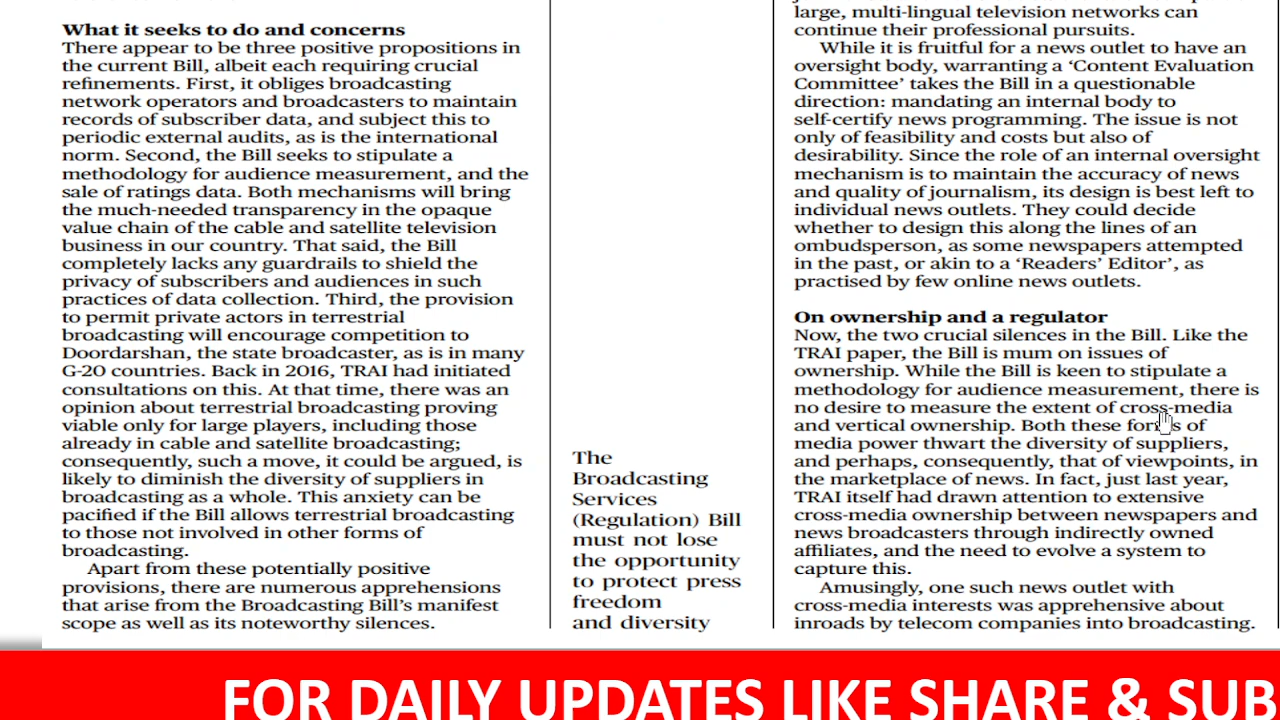 What it seeks to do and concerns
There appear to be three positive propositions in
the current Bill, albeit each requiring crucial
refinements. First, it obliges broadcasting
network operators and broadcasters to maintain
records of subscriber data, and subject this to
periodic external audits, as is the international
norm. Second, the Bill seeks to stipulate a
methodology for audience measurement, and the
sale of ratings data. Both mechanisms will bring
the much-needed transparency in the opaque
value chain of the cable and satellite television
business in our country. That said, the Bill
completely lacks any guardrails to shield the
privacy of subscribers and audiences in such
practices of data collection. Third, the provision
to permit private actors in terrestrial
broadcasting will encourage competition to
Doordarshan, the state broadcaster, as is in many
G-20 countries. Back in 2016, TRAI had initiated
consultations on this. At that time, there was an
opinion about terrestrial broadcasting proving
viable only for large players, including those
already in cable and satellite broadcasting;
consequently, such a move, it could be argued, is
likely to diminish the diversity of suppliers in
broadcasting as a whole. This anxiety can be
pacified if the Bill allows terrestrial broadcasting
to those not involved in other forms of
broadcasting.
Apart from these potentially positive
provisions, there are numerous apprehensions
that arise from the Broadcasting Bill's manifest
scope as well as its noteworthy silences.
The
Broadcasting
Services
(Regulation) Bill
must not lose
the opportunity
to protect press
freedom
and diversity
large, multi-lingual television networks can
continue their professional pursuits.
While it is fruitful for a news outlet to have an
oversight body, warranting a ‘Content Evaluation
Committee’ takes the Bill in a questionable
direction: mandating an internal body to
self-certify news programming. The issue is not
only of feasibility and costs but also of
desirability. Since the role of an internal oversight
mechanism is to maintain the accuracy of news
and quality of journalism, its design is best left to
individual news outlets. They could decide
whether to design this along the lines of an
ombudsperson, as some newspapers attempted
in the past, or akin to a ‘Readers’ Editor’, as
practised by few online news outlets.
On ownership and a regulator
Now, the two crucial silences in the Bill. Like the
TRAI paper, the Bill is mum on issues of
ownership. While the Bill is keen to stipulate a
methodology for audience measurement, there is
no desire to measure the extent of cross-media
and vertical ownership. Both these forms of
media power thwart the diversity of suppliers,
and perhaps, consequently, that of viewpoints, in
the marketplace of news. In fact, just last year,
TRAI itself had drawn attention to extensive
cross-media ownership between newspapers and
news broadcasters through indirectly owned
affiliates, and the need to evolve a system to
capture this.
Amusingly, one such news outlet with
cross-media interests was apprehensive about
inroads by telecom companies into broadcasting.
FOR DAILY UPDATES LIKE SHARE & SUB